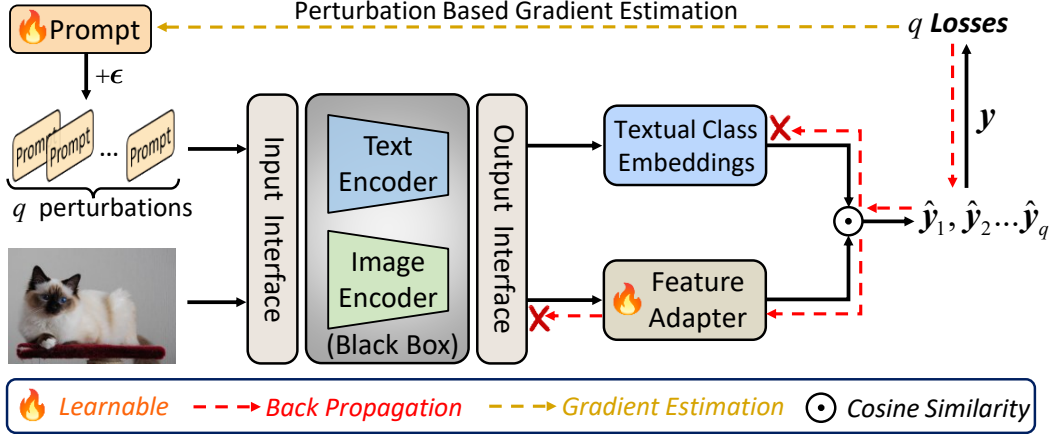 Perturbation Based Gradient Estimation
Prompt
q Losses
+ϵ
y
Prompt
Prompt
...
Prompt
q perturbations
Input Interface
Text
Encoder
Image
Encoder
(Black Box)
Output Interface
Textual Class
Embeddings
Feature
Adapter
ŷ₁, ŷ₂...ŷ_q
Learnable
Back Propagation
Gradient Estimation
Cosine Similarity